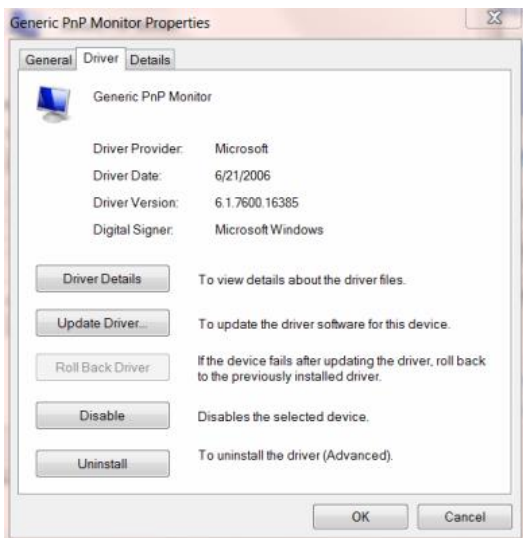 Generic PnP Monitor Properties
General Driver Details
Generic PnP Monitor
Driver Provider: Microsoft
Driver Date: 6/21/2006
Driver Version: 6.1.7600.16385
Digital Signer: Microsoft Windows
Driver Details To view details about the driver files.
Update Driver... To update the driver software for this device.
Roll Back Driver If the device fails after updating the driver, roll back
to the previously installed driver.
Disable Disables the selected device.
Uninstall To uninstall the driver (Advanced).
OK Cancel